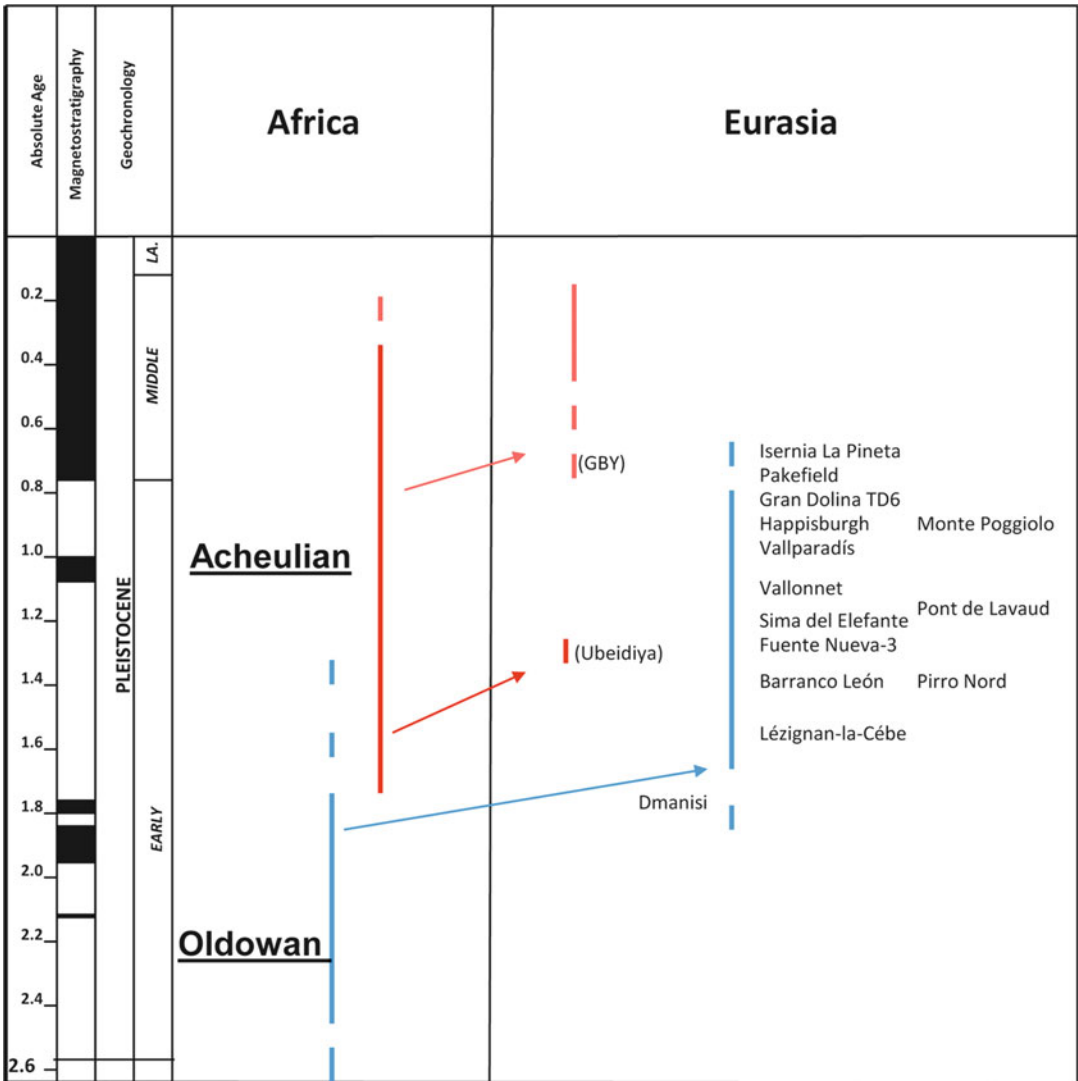 Absolute Age
Magnetostratigraphy
Geochronology
Africa
Eurasia
LA.
0.2
0.4
MIDDLE
0.6
(GBY)
Isernia La Pineta
Pakefield
0.8
Gran Dolina TD6
Happisburgh
Monte Poggiolo
Vallparadís
1.0
Acheulian
Vallonnet
PLEISTOCENE
1.2
Pont de Lavaud
Sima del Elefante
Fuente Nueva-3
(Ubeidiya)
1.4
Barranco León
Pirro Nord
1.6
Lézignan-la-Cébe
1.8
Dmanisi
EARLY
2.0
2.2
Oldowan
2.4
2.6